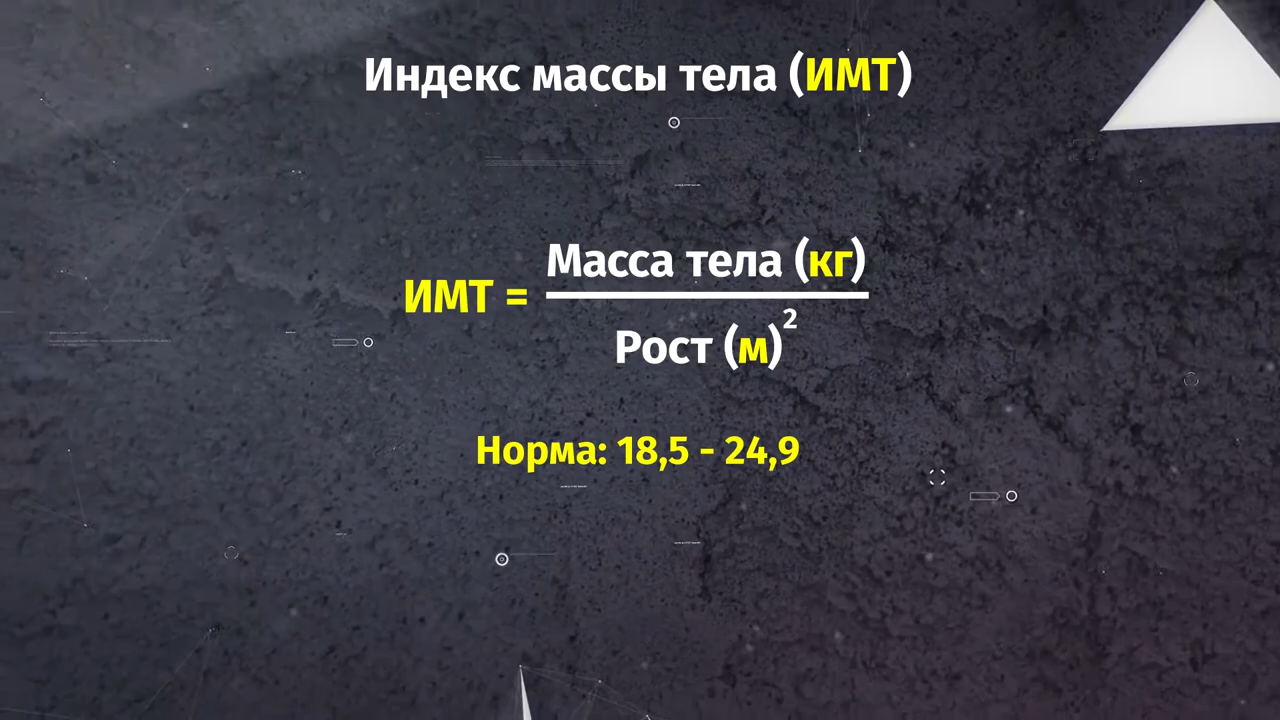 Индекс массы тела (ИМТ)
ИМТ = Масса тела (кг)
Рост (м)²
Норма: 18,5 - 24,9